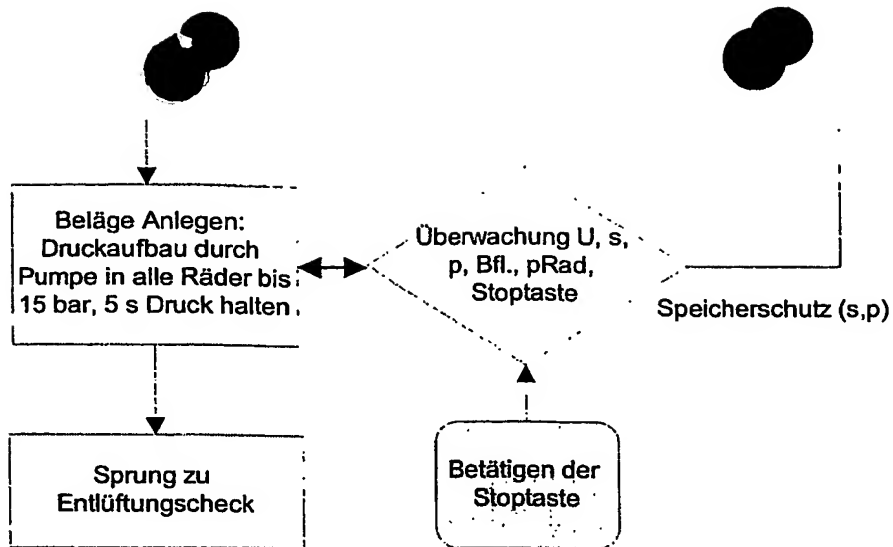 Beläge Anlegen:
Druckaufbau durch
Pumpe in alle Räder bis
15 bar, 5 s Druck halten
Überwachung U, s,
p, Bfl., pRad,
Stoptaste
Speicherschutz (s,p)
Sprung zu
Entlüftungscheck
Betätigen der
Stoptaste